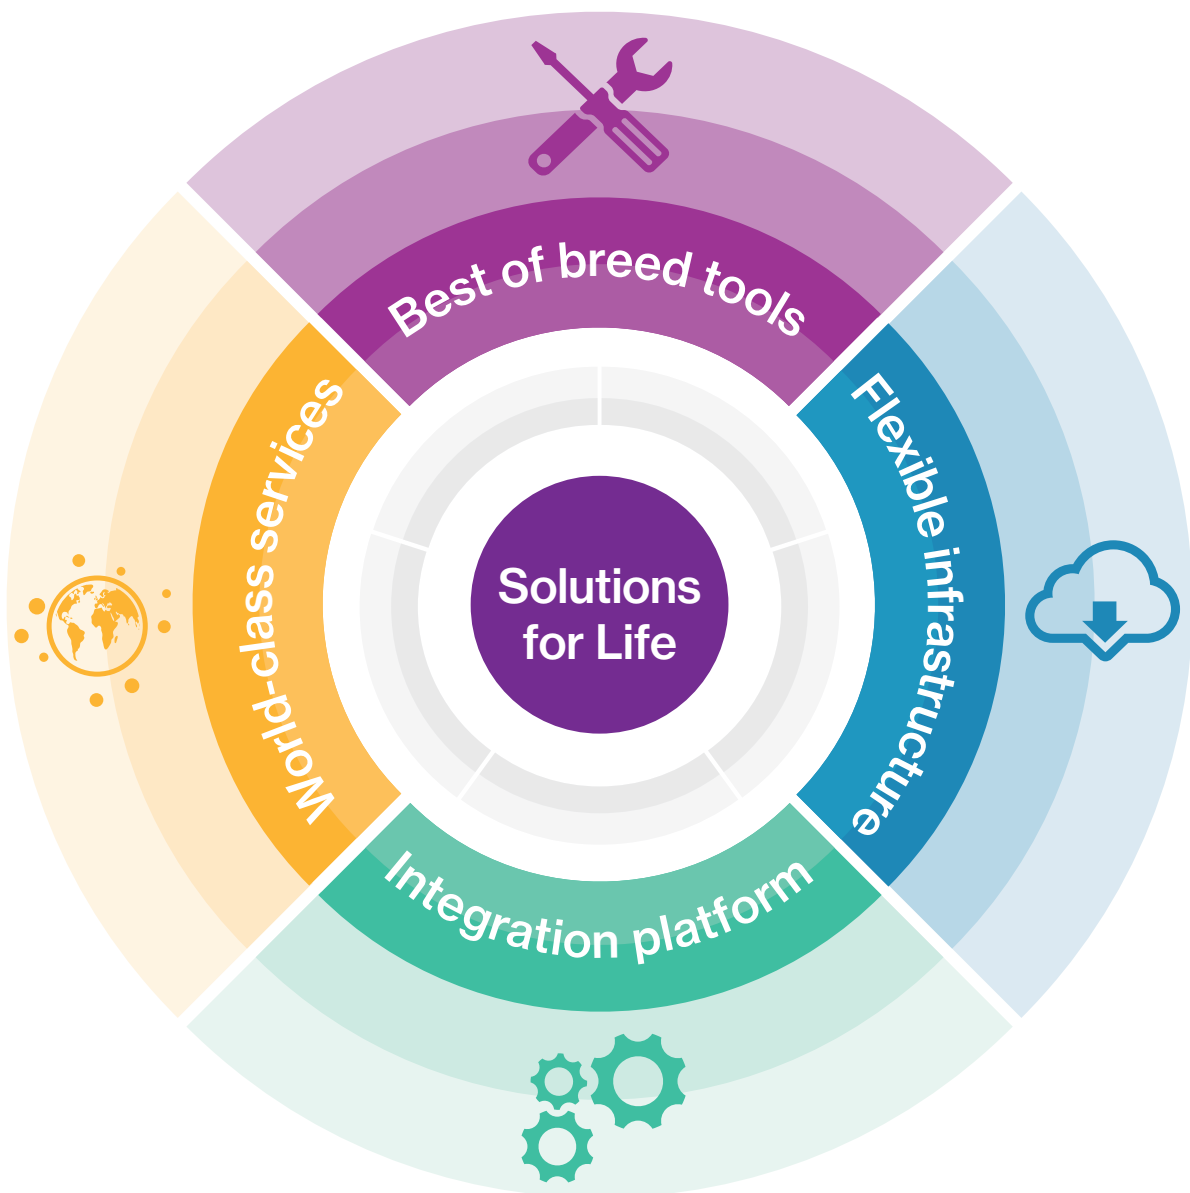 Best of breed tools
Flexible infrastructure
Integration platform
World-class services
Solutions
for Life